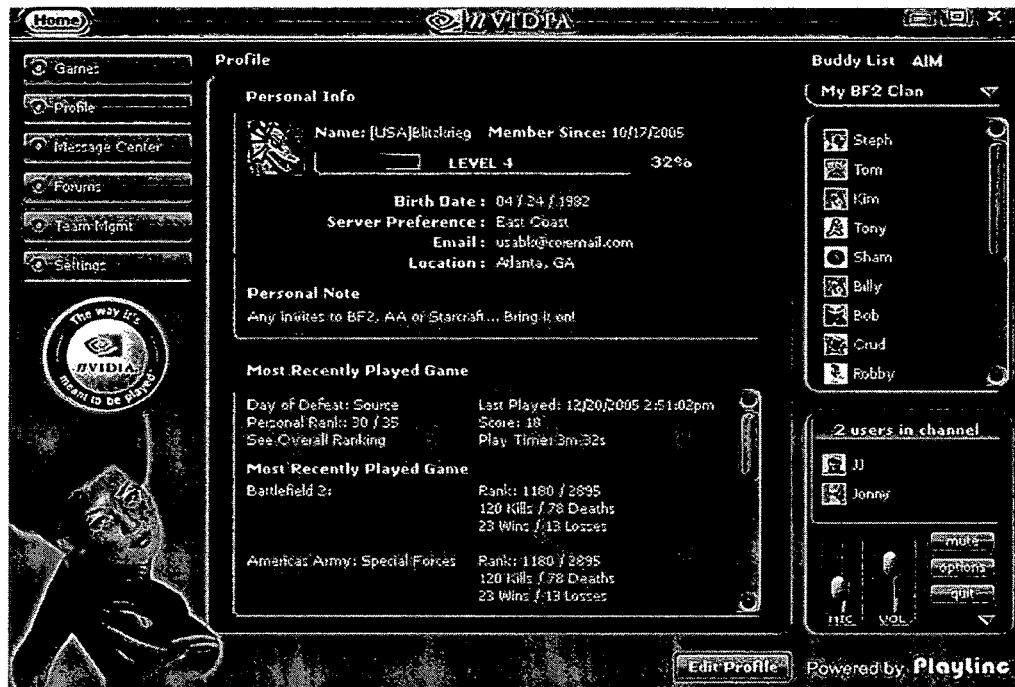 Home
nVIDIA
Games
Profile
Message Center
Forums
Team Mgmt
Settings
The way it's
nVIDIA
meant to be played
Profile
Personal Info
Name: [USA]Blitzkrieg Member Since: 10/17/2005
LEVEL 4 32%
Birth Date: 04 / 24 / 1982
Server Preference: East Coast
Email: usablk@coremail.com
Location: Atlanta, GA
Personal Note
Any Invites to BF2, AA or Starcraft... Bring it on!
Most Recently Played Game
Day of Defeat: Source Last Played: 12/20/2005 2:51:02pm
Personal Rank: 30 / 35 Score: 18
See Overall Ranking Play Time: 3m 32s
Most Recently Played Game
Battlefield 2: Rank: 1180 / 2895
120 Kills / 78 Deaths
23 Wins / 13 Losses
Americas Army: Special Forces Rank: 1180 / 2895
120 Kills / 78 Deaths
23 Wins / 13 Losses
Edit Profile
Buddy List AIM
My BF2 Clan
Steph
Tom
Kim
Tony
Sham
Billy
Bob
Crud
Robby
2 users in channel
JJ
Jonny
mute
options
quit
MIC VOL
Powered by Playlinc